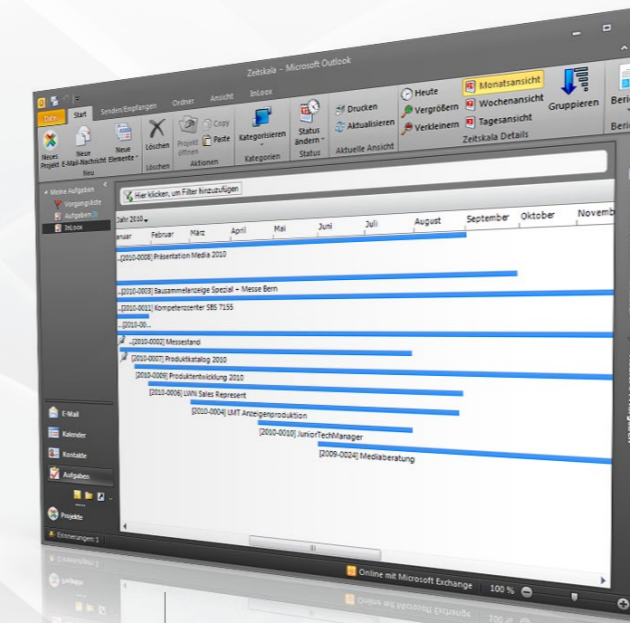 Zeitskala - Microsoft Outlook
Datei Start Senden/Empfangen Ordner Ansicht InLoox
Neues Projekt
Neue E-Mail-Nachricht
Neue Elemente
Neu
Löschen
Löschen
Projekt öffnen
Copy
Paste
Aktionen
Kategorisieren
Kategorien
Status ändern
Status
Drucken
Aktualisieren
Aktuelle Ansicht
Heute
Vergrößern
Verkleinern
Monatsansicht
Wochenansicht
Tagesansicht
Zeitskala Details
Gruppieren
Beri
Beri
Meine Aufgaben
Vorgangsliste
Aufgaben
InLoox
Hier klicken, um Filter hinzuzufügen
Jahr 2010
anuar Februar März April Mai Juni Juli August September Oktober Novemb
...[2010-0008] Präsentation Media 2010
...[2010-0003] Bausammelanzeige Spezial – Messe Bern
...[2010-0011] Kompetenzcenter SBS 7155
...[2010-00...
...[2010-0002] Messestand
[2010-0007] Produktkatalog 2010
[2010-0009] Produktentwicklung 2010
[2010-0006] LWN Sales Represent
[2010-0004] LMT Anzeigenproduktion
[2010-0010] JuniorTechManager
[2009-0024] Mediaberatung
E-Mail
Kalender
Kontakte
Aufgaben
Projekte
Erinnerungen: 1
Online mit Microsoft Exchange 100 %